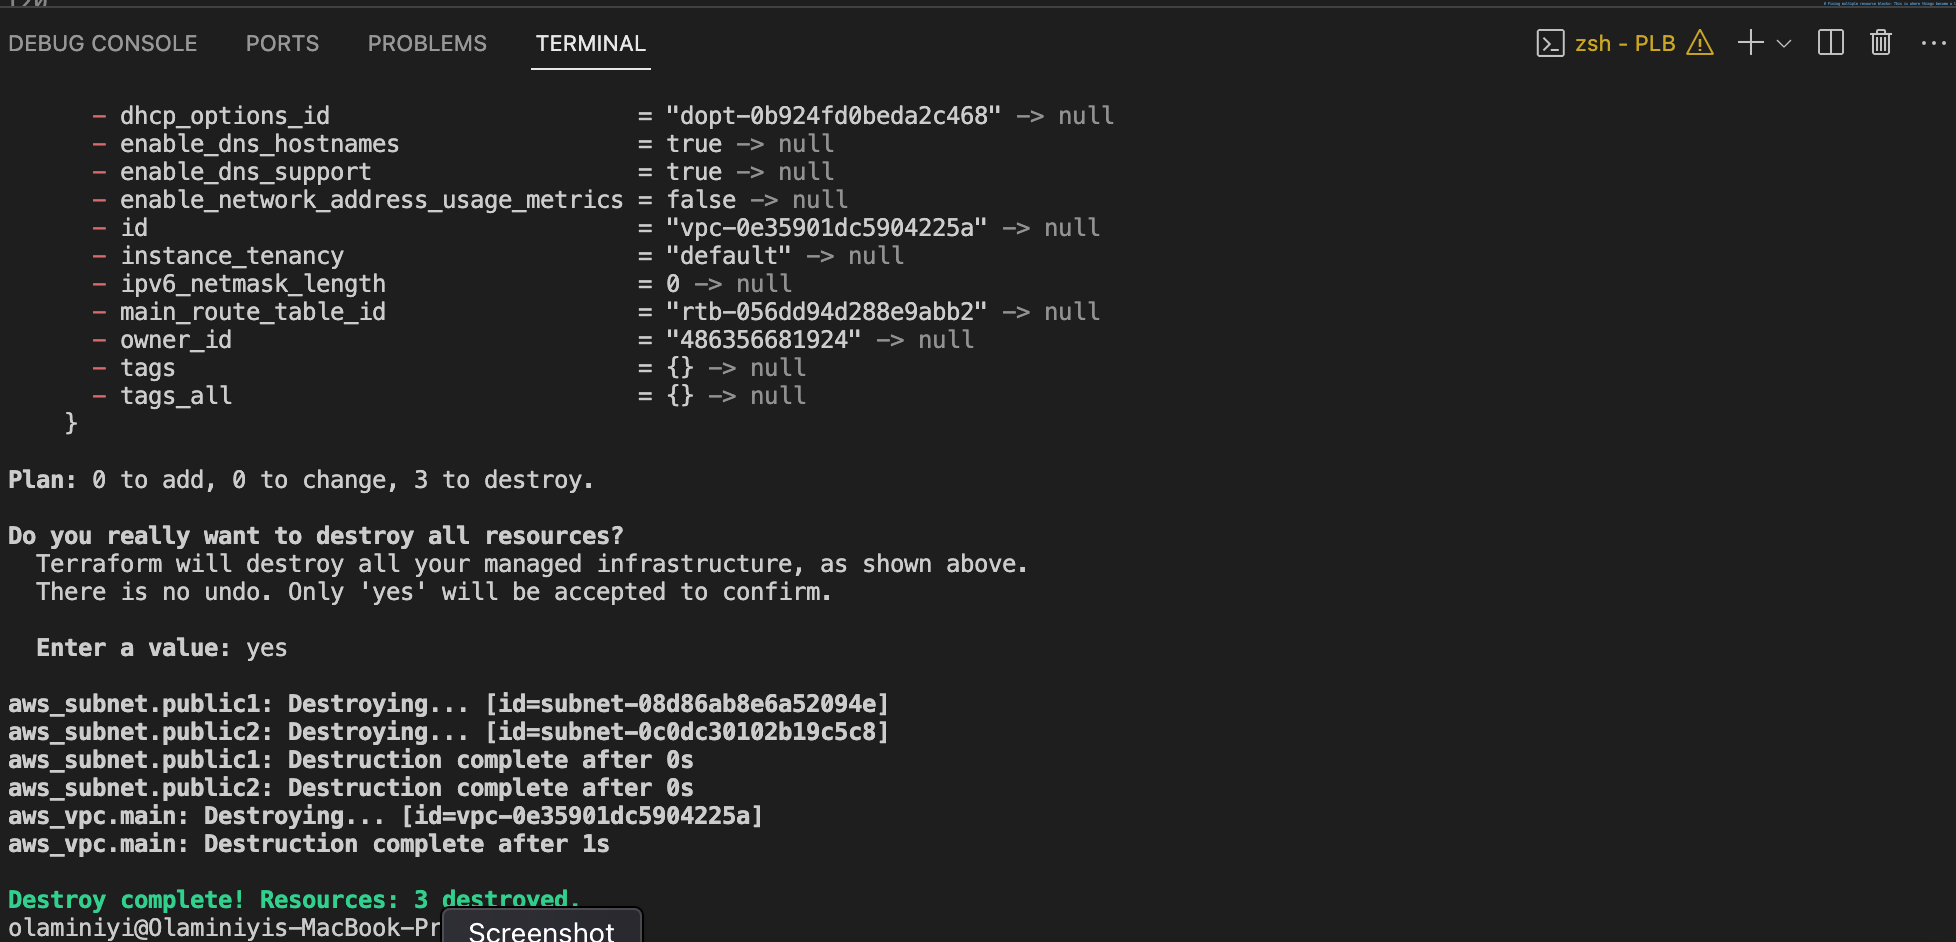 DEBUG CONSOLE PORTS PROBLEMS TERMINAL zsh - PLB
- dhcp_options_id = "dopt-0b924fd0beda2c468" -> null
- enable_dns_hostnames = true -> null
- enable_dns_support = true -> null
- enable_network_address_usage_metrics = false -> null
- id = "vpc-0e35901dc5904225a" -> null
- instance_tenancy = "default" -> null
- ipv6_netmask_length = 0 -> null
- main_route_table_id = "rtb-056dd94d288e9abb2" -> null
- owner_id = "486356681924" -> null
- tags = {} -> null
- tags_all = {} -> null
}
Plan: 0 to add, 0 to change, 3 to destroy.
Do you really want to destroy all resources?
Terraform will destroy all your managed infrastructure, as shown above.
There is no undo. Only 'yes' will be accepted to confirm.
Enter a value: yes
aws_subnet.public1: Destroying... [id=subnet-08d86ab8e6a52094e]
aws_subnet.public2: Destroying... [id=subnet-0c0dc30102b19c5c8]
aws_subnet.public1: Destruction complete after 0s
aws_subnet.public2: Destruction complete after 0s
aws_vpc.main: Destroying... [id=vpc-0e35901dc5904225a]
aws_vpc.main: Destruction complete after 1s
Destroy complete! Resources: 3 destroyed.
olaminiyi@Olaminiyis-MacBook-Pr
Screenshot